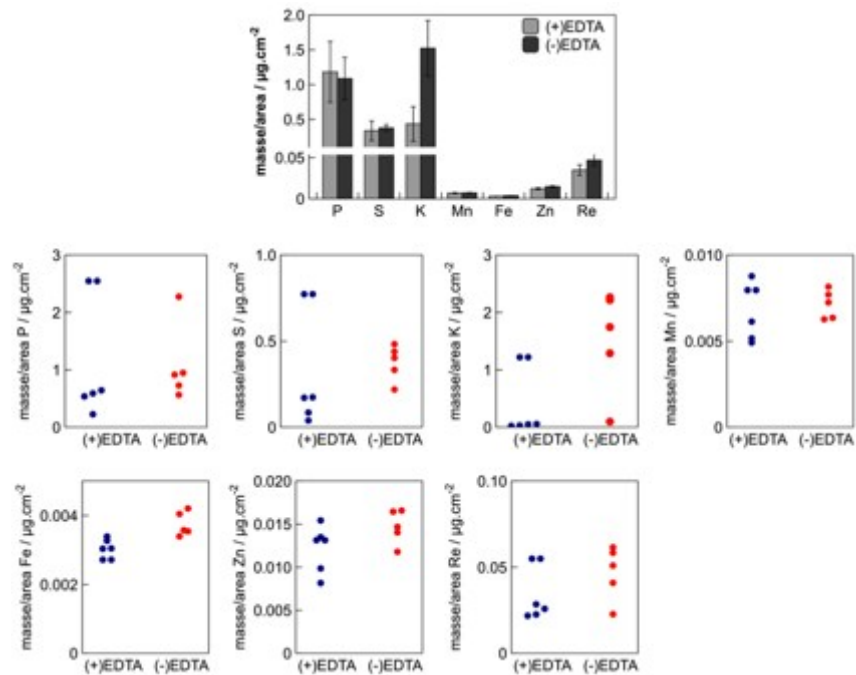 masse/area / µg.cm⁻²
2.0
1.5
1.0
0.5
0.05
0
(+)EDTA
(-)EDTA
P S K Mn Fe Zn Re
masse/area P / µg.cm⁻²
3
2
1
0
(+)EDTA (-)EDTA
masse/area S / µg.cm⁻²
1.0
0.5
0
(+)EDTA (-)EDTA
masse/area K / µg.cm⁻²
3
2
1
0
(+)EDTA (-)EDTA
masse/area Mn / µg.cm⁻²
0.010
0.005
0
(+)EDTA (-)EDTA
masse/area Fe / µg.cm⁻²
0.004
0.002
0
(+)EDTA (-)EDTA
masse/area Zn / µg.cm⁻²
0.020
0.015
0.010
0.005
0.000
(+)EDTA (-)EDTA
masse/area Re / µg.cm⁻²
0.10
0.05
0
(+)EDTA (-)EDTA